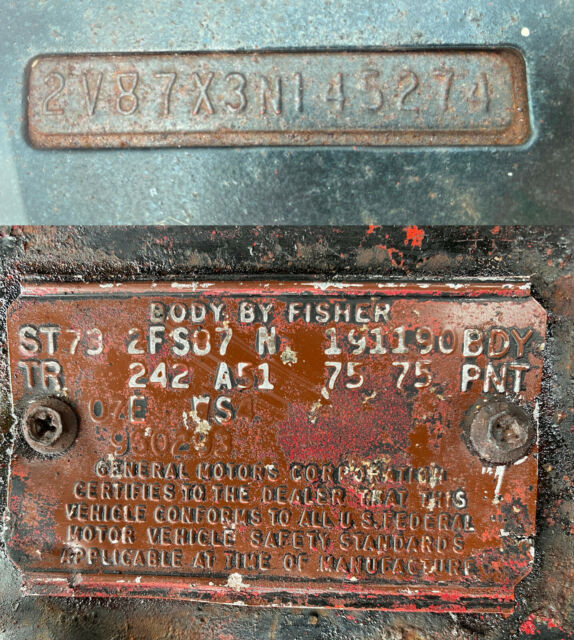 2V87X3N145274
BODY BY FISHER
ST73 2FS07 N 191190 BDY
TR 242 A51 75 75 PNT
07E
GENERAL MOTORS CORPORATION
CERTIFIES TO THE DEALER THAT THIS
VEHICLE CONFORMS TO ALL U.S. FEDERAL
MOTOR VEHICLE SAFETY STANDARDS
APPLICABLE AT TIME OF MANUFACTURE